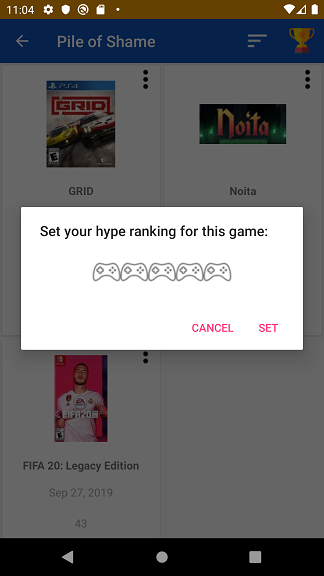 11:04
Pile of Shame
PS4
GRID
Noita
GRID
Noita
Set your hype ranking for this game:
CANCEL
SET
FIFA 20
FIFA 20: Legacy Edition
Sep 27, 2019
43